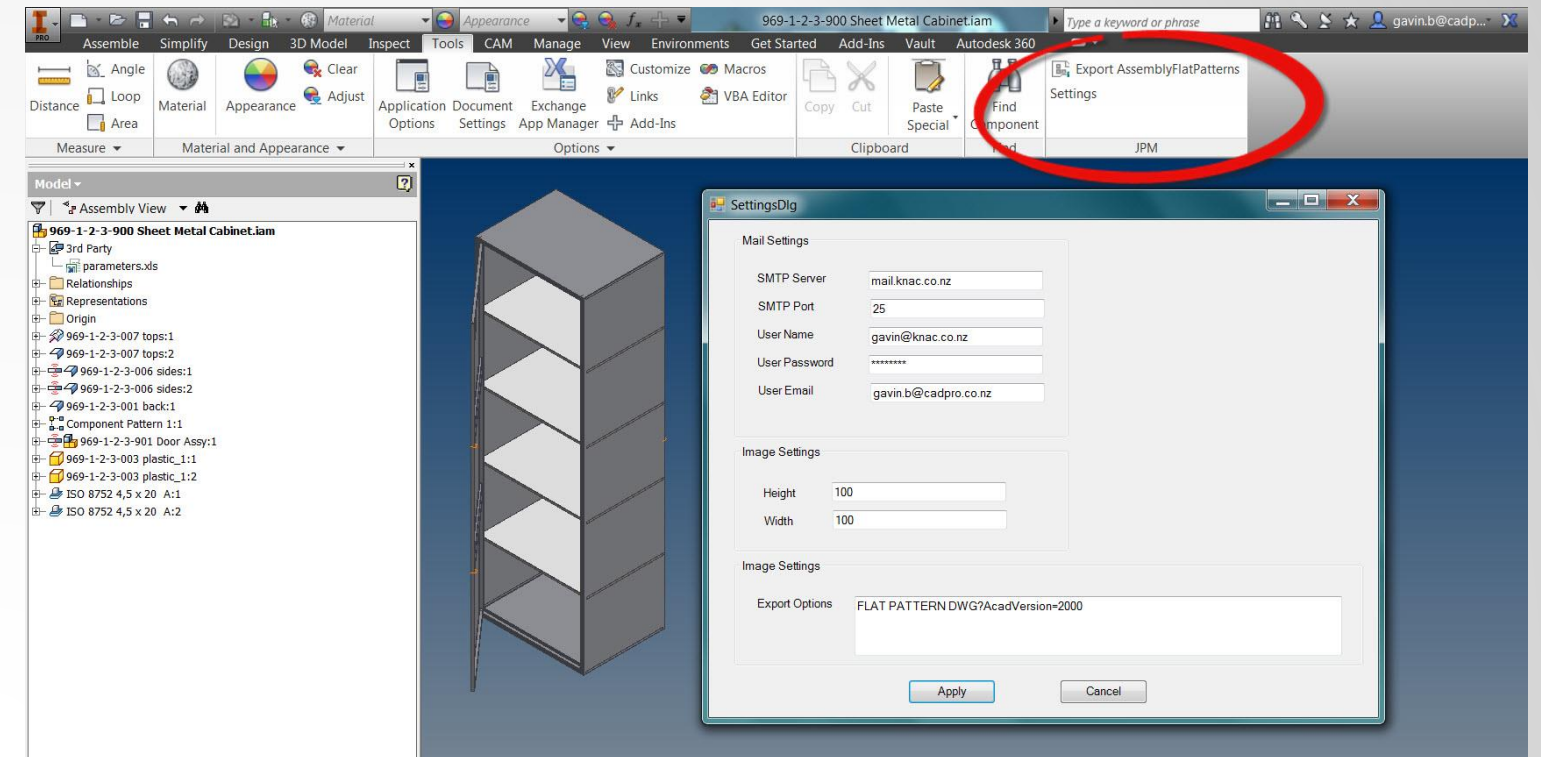 PRO
Material
Appearance
969-1-2-3-900 Sheet Metal Cabinet.iam
Type a keyword or phrase
gavin.b@cadp...
Assemble Simplify Design 3D Model Inspect Tools CAM Manage View Environments Get Started Add-Ins Vault Autodesk 360
Distance
Angle
Loop
Area
Material
Appearance
Clear
Adjust
Application Options
Document Settings
Exchange App Manager
Customize
Links
Add-Ins
Macros
VBA Editor
Copy
Cut
Paste Special
Find Component
Export AssemblyFlatPatterns
Settings
Measure
Material and Appearance
Options
Clipboard
Find
JPM
Model
Assembly View
969-1-2-3-900 Sheet Metal Cabinet.iam
3rd Party
parameters.xls
Relationships
Representations
Origin
969-1-2-3-007 tops:1
969-1-2-3-007 tops:2
969-1-2-3-006 sides:1
969-1-2-3-006 sides:2
969-1-2-3-001 back:1
Component Pattern 1:1
969-1-2-3-901 Door Assy:1
969-1-2-3-003 plastic_1:1
969-1-2-3-003 plastic_1:2
ISO 8752 4,5 x 20 A:1
ISO 8752 4,5 x 20 A:2
SettingsDlg
Mail Settings
SMTP Server mail.knac.co.nz
SMTP Port 25
User Name gavin@knac.co.nz
User Password ********
User Email gavin.b@cadpro.co.nz
Image Settings
Height 100
Width 100
Image Settings
Export Options FLAT PATTERN DWG?AcadVersion=2000
Apply Cancel